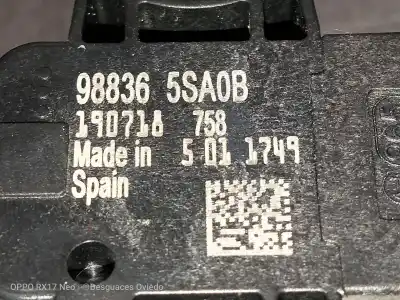 98836 5SA0B
190718 758
Made in 5 01 1749
Spain
OPPO RX17 Neo · ©Desguaces Oviedo